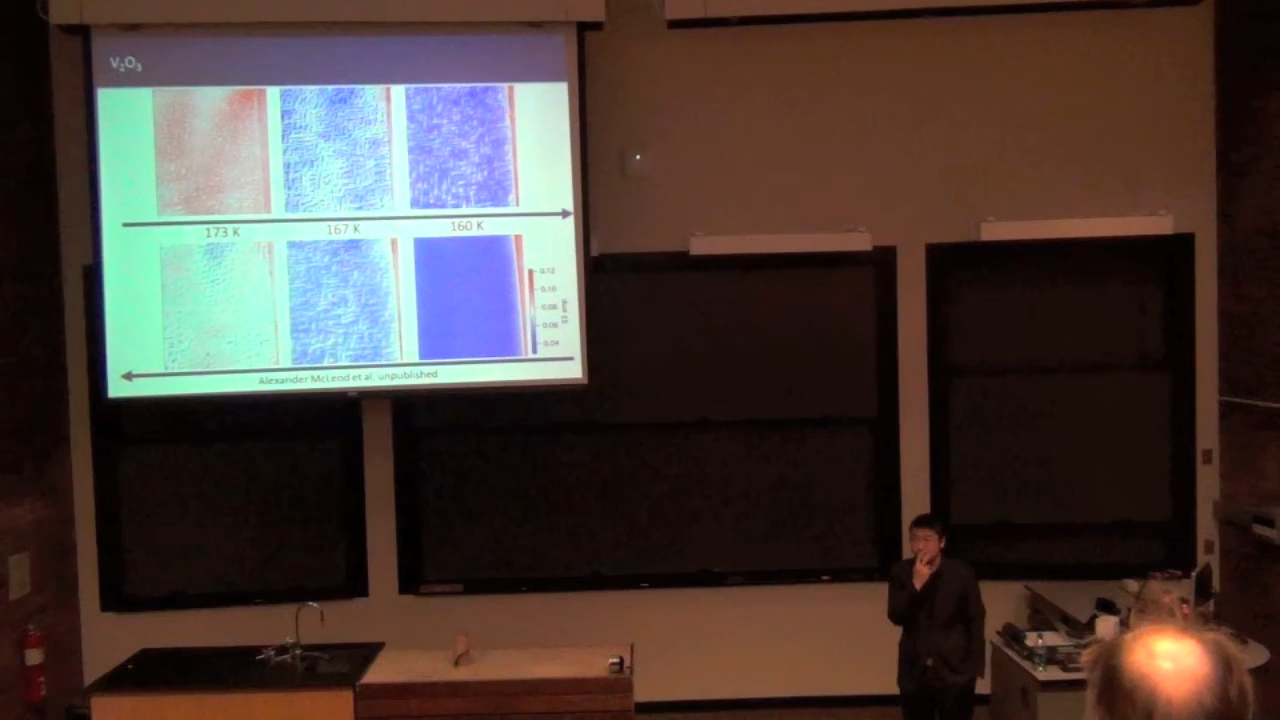 V₂O₃
173 K
167 K
160 K
0.12
0.10
0.08
0.06
0.04
Alexander McLeod et al. unpublished